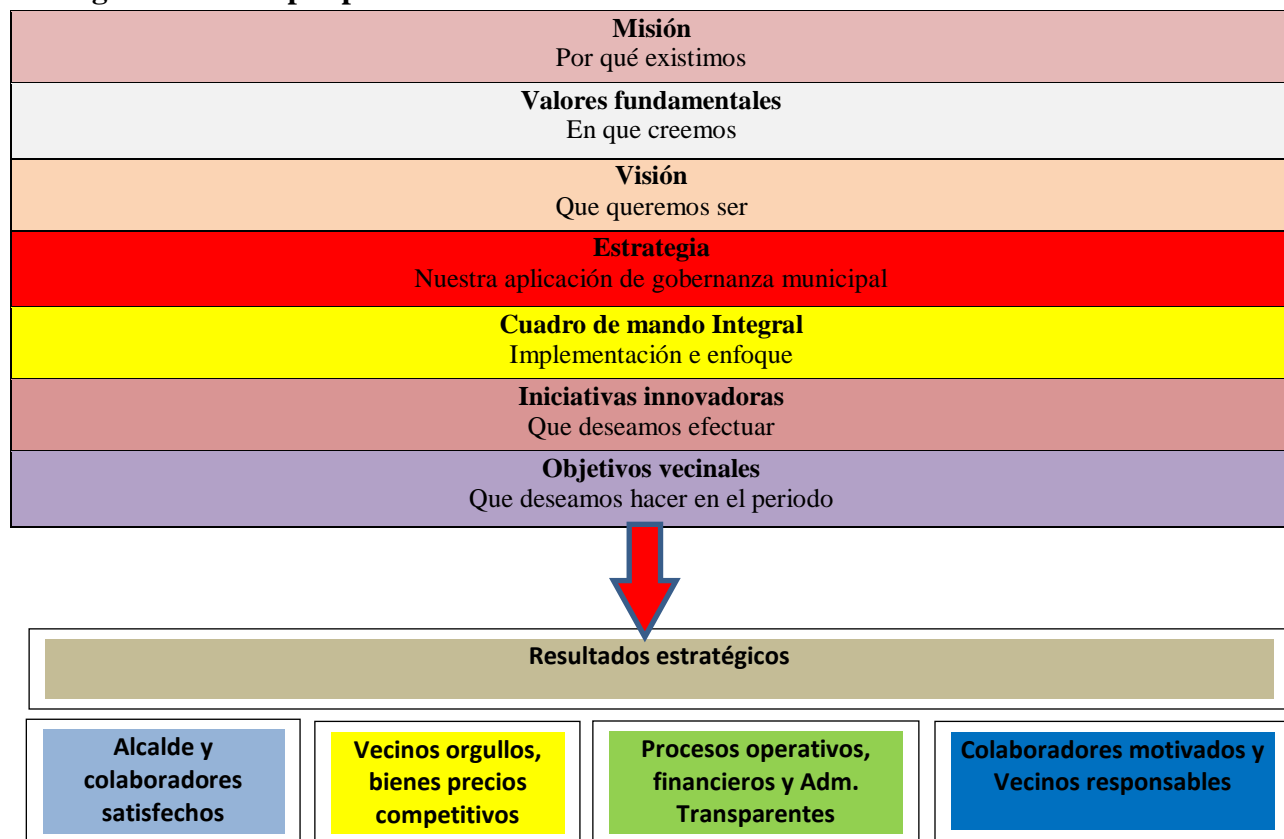 Misión
Por qué existimos
Valores fundamentales
En que creemos
Visión
Que queremos ser
Estrategia
Nuestra aplicación de gobernanza municipal
Cuadro de mando Integral
Implementación e enfoque
Iniciativas innovadoras
Que deseamos efectuar
Objetivos vecinales
Que deseamos hacer en el periodo
Resultados estratégicos
Alcalde y
colaboradores
satisfechos
Vecinos orgullos,
bienes precios
competitivos
Procesos operativos,
financieros y Adm.
Transparentes
Colaboradores motivados y
Vecinos responsables